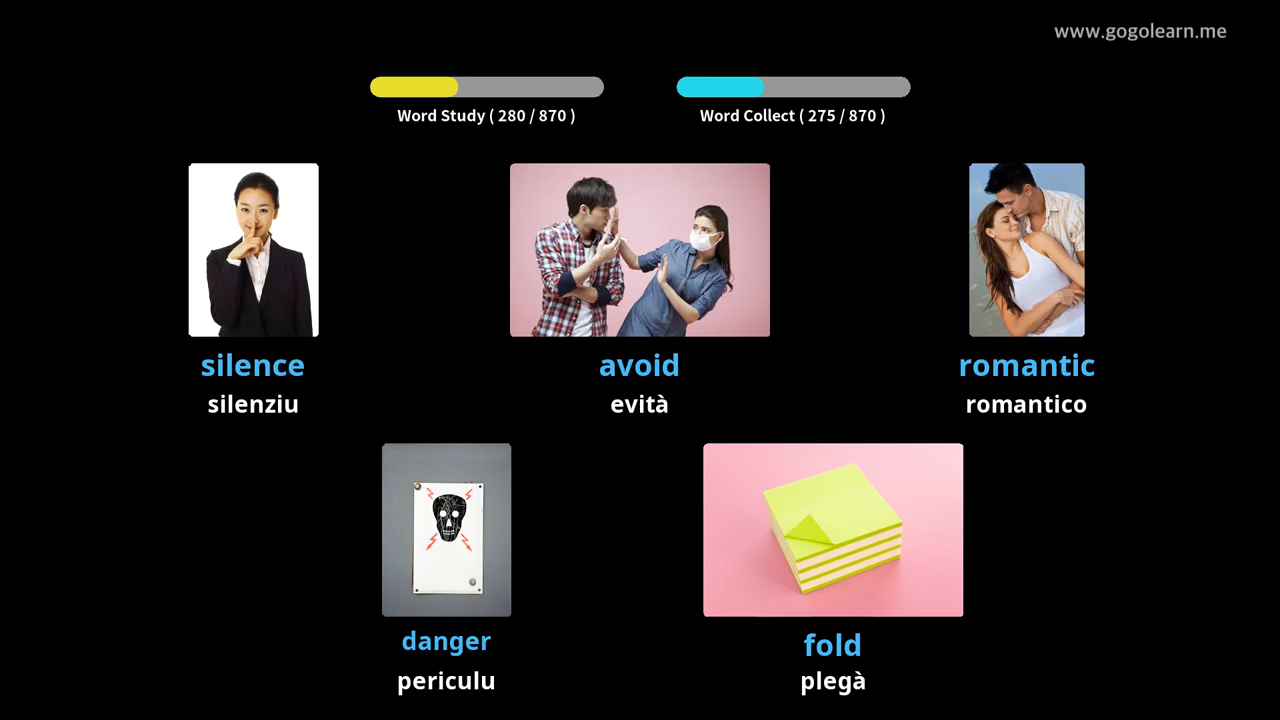 www.gogolearn.me
Word Study ( 280 / 870 )
Word Collect ( 275 / 870 )
silence
silenziu
avoid
evità
romantic
romantico
danger
periculu
fold
plegà